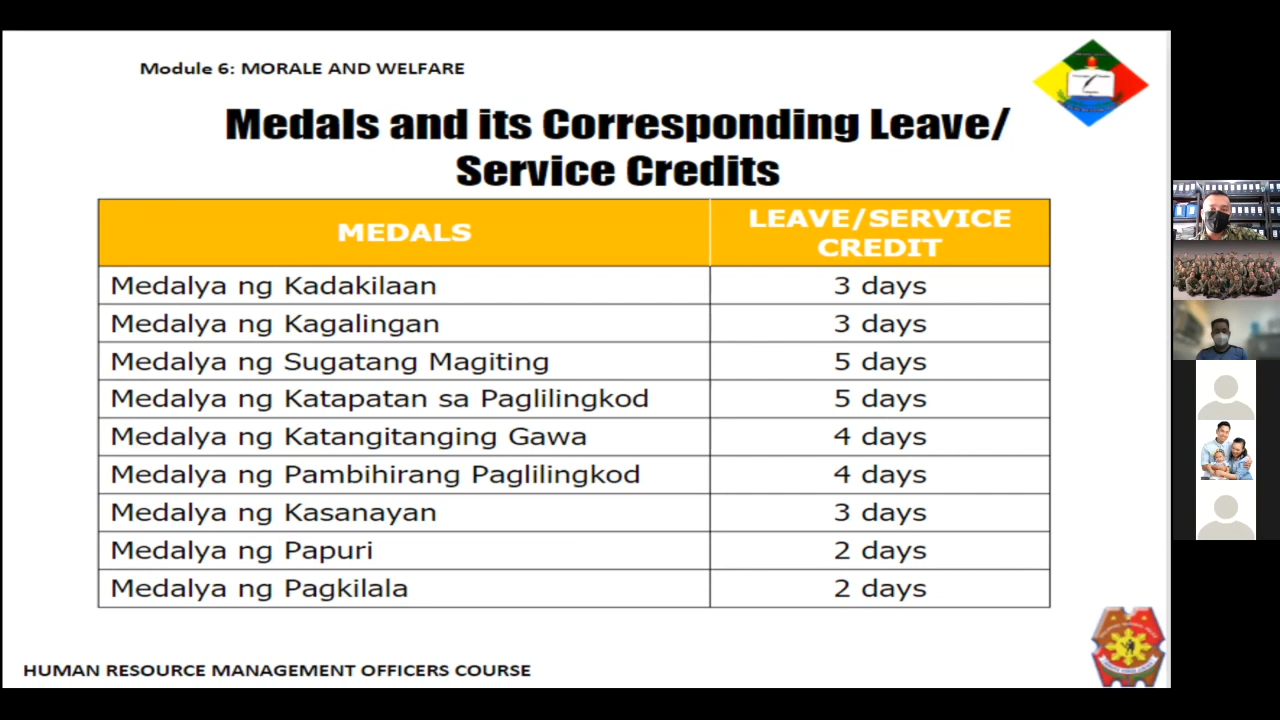 Module 6: MORALE AND WELFARE
Medals and its Corresponding Leave/
Service Credits
MEDALS
LEAVE/SERVICE
CREDIT
Medalya ng Kadakilaan 3 days
Medalya ng Kagalingan 3 days
Medalya ng Sugatang Magiting 5 days
Medalya ng Katapatan sa Paglilingkod 5 days
Medalya ng Katangitanging Gawa 4 days
Medalya ng Pambihirang Paglilingkod 4 days
Medalya ng Kasanayan 3 days
Medalya ng Papuri 2 days
Medalya ng Pagkilala 2 days
HUMAN RESOURCE MANAGEMENT OFFICERS COURSE